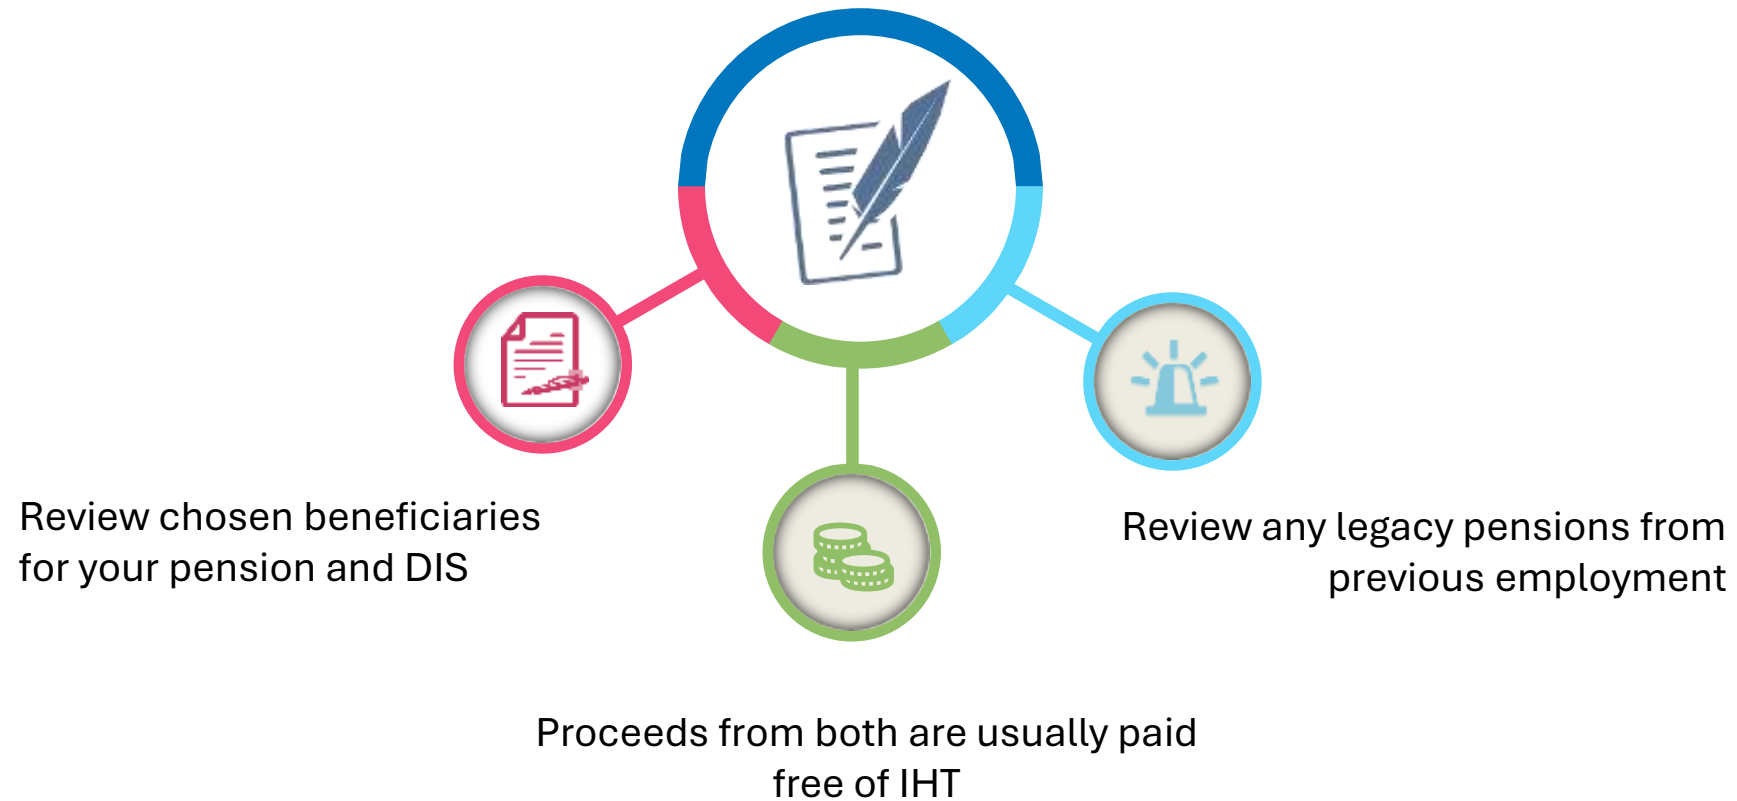 Review chosen beneficiaries
for your pension and DIS
Proceeds from both are usually paid
free of IHT
Review any legacy pensions from
previous employment